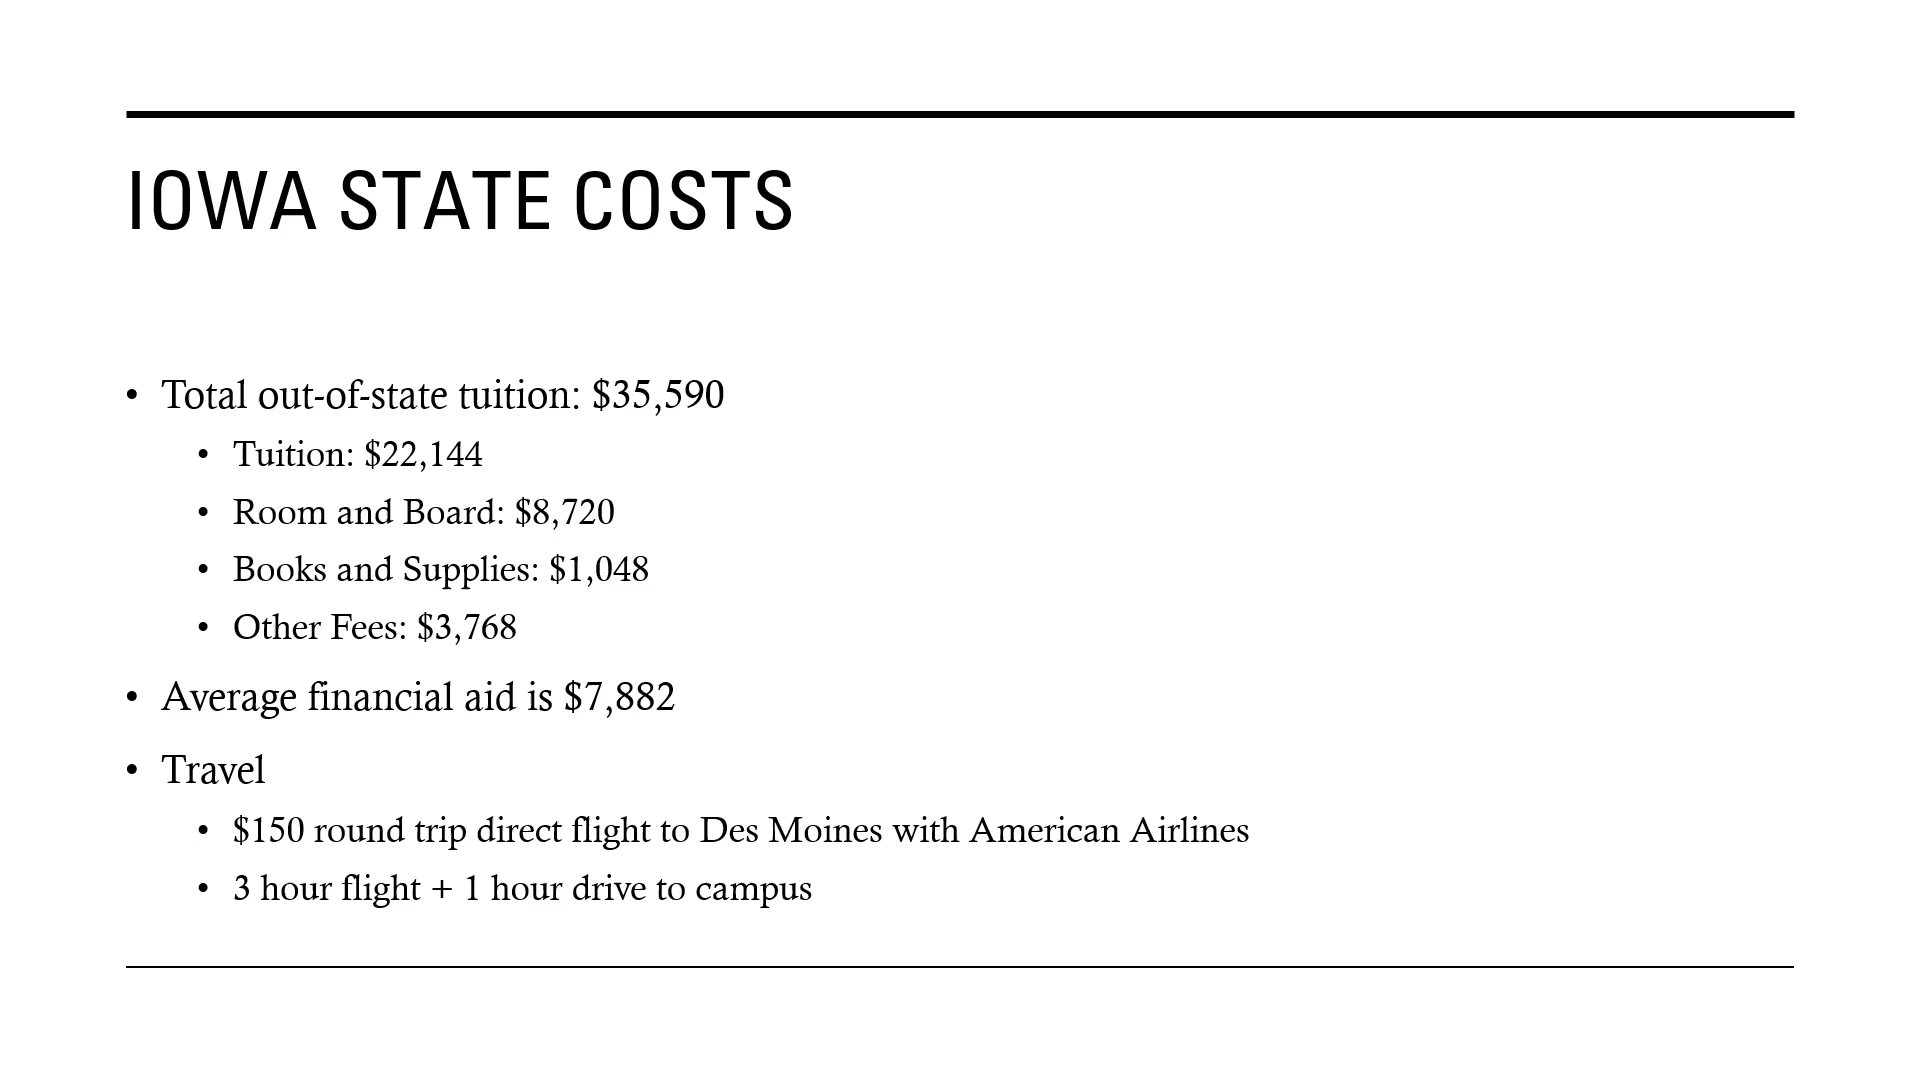 IOWA STATE COSTS
• Total out-of-state tuition: $35,590
• Tuition: $22,144
• Room and Board: $8,720
• Books and Supplies: $1,048
• Other Fees: $3,768
• Average financial aid is $7,882
• Travel
• $150 round trip direct flight to Des Moines with American Airlines
• 3 hour flight + 1 hour drive to campus